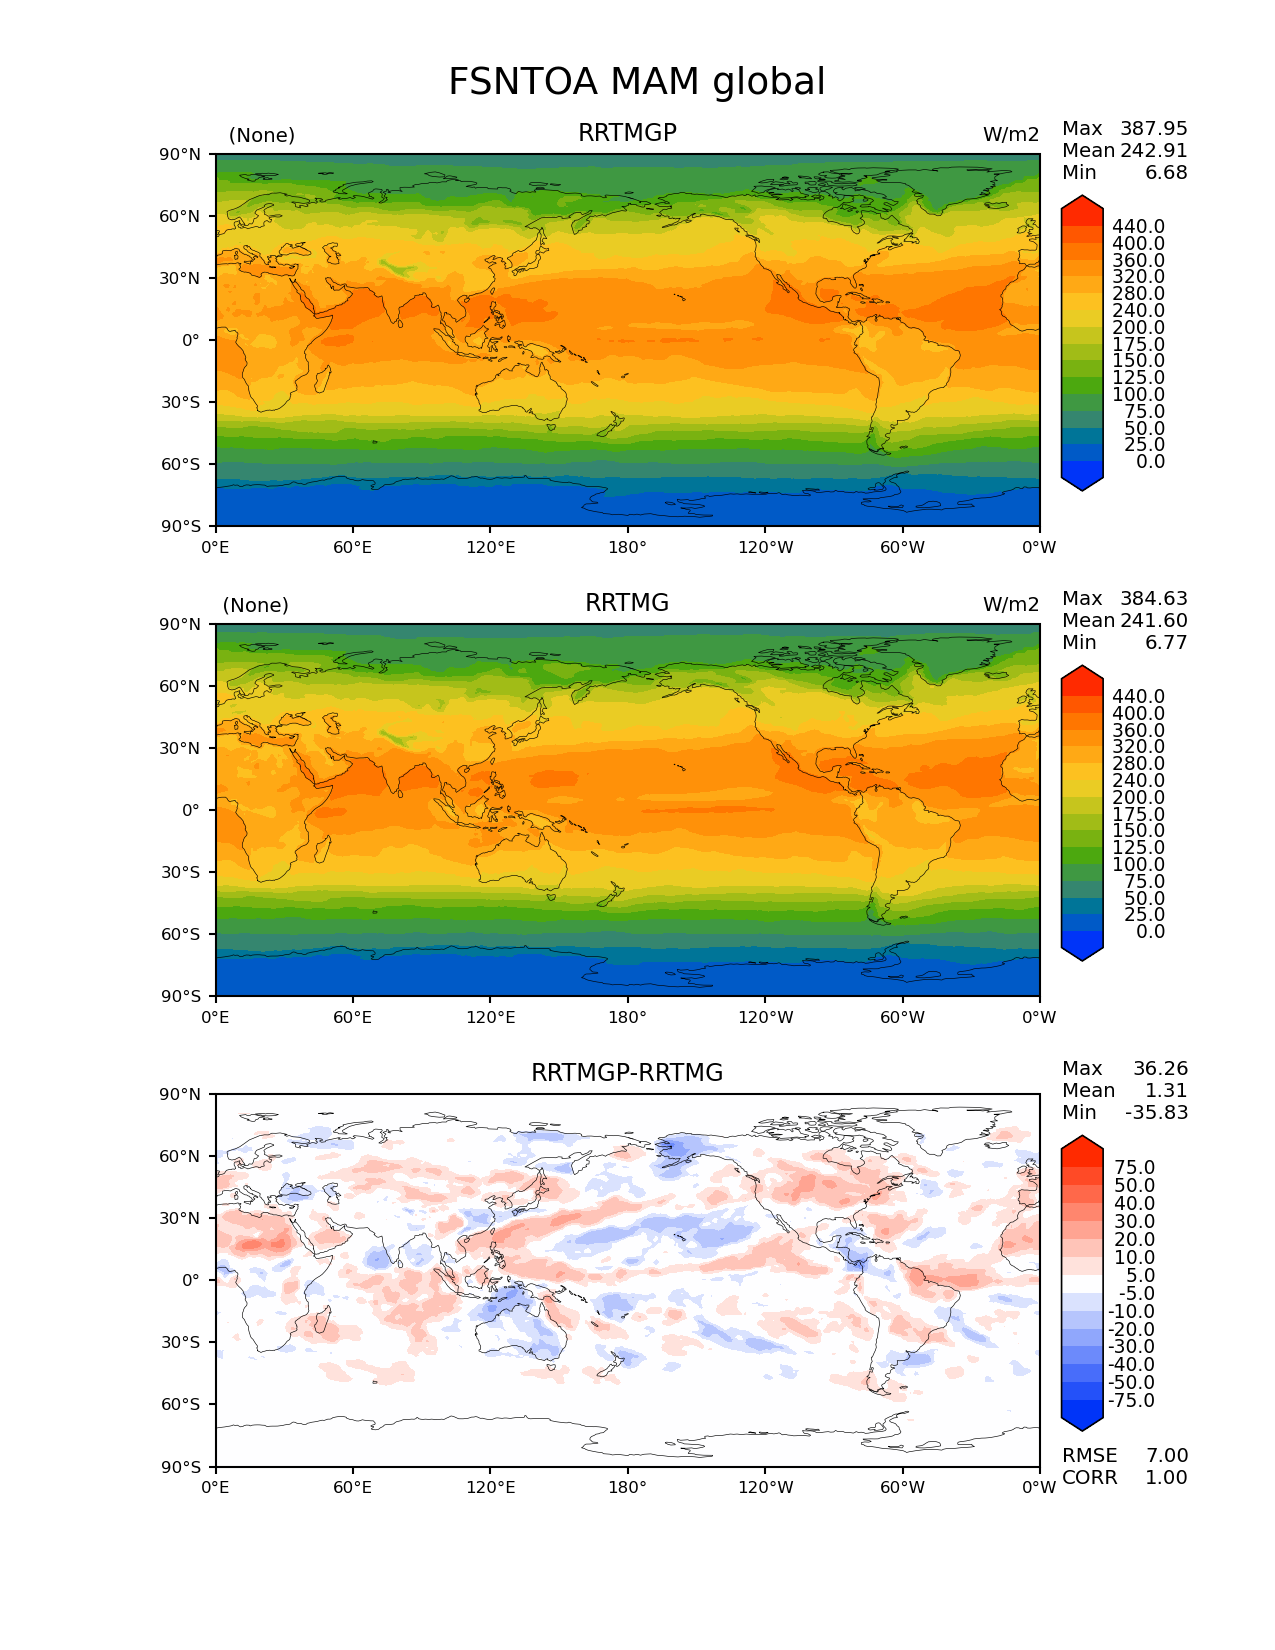 FSNTOA MAM global
(None) RRTMGP W/m2
Max 387.95
Mean 242.91
Min 6.68
90°N
60°N
30°N
0°
30°S
60°S
90°S
0°E 60°E 120°E 180° 120°W 60°W 0°W
440.0
400.0
360.0
320.0
280.0
240.0
200.0
175.0
150.0
125.0
100.0
75.0
50.0
25.0
0.0
(None) RRTMG W/m2
Max 384.63
Mean 241.60
Min 6.77
90°N
60°N
30°N
0°
30°S
60°S
90°S
0°E 60°E 120°E 180° 120°W 60°W 0°W
440.0
400.0
360.0
320.0
280.0
240.0
200.0
175.0
150.0
125.0
100.0
75.0
50.0
25.0
0.0
RRTMGP-RRTMG
Max 36.26
Mean 1.31
Min -35.83
90°N
60°N
30°N
0°
30°S
60°S
90°S
0°E 60°E 120°E 180° 120°W 60°W 0°W
75.0
50.0
40.0
30.0
20.0
10.0
5.0
-5.0
-10.0
-20.0
-30.0
-40.0
-50.0
-75.0
RMSE 7.00
CORR 1.00